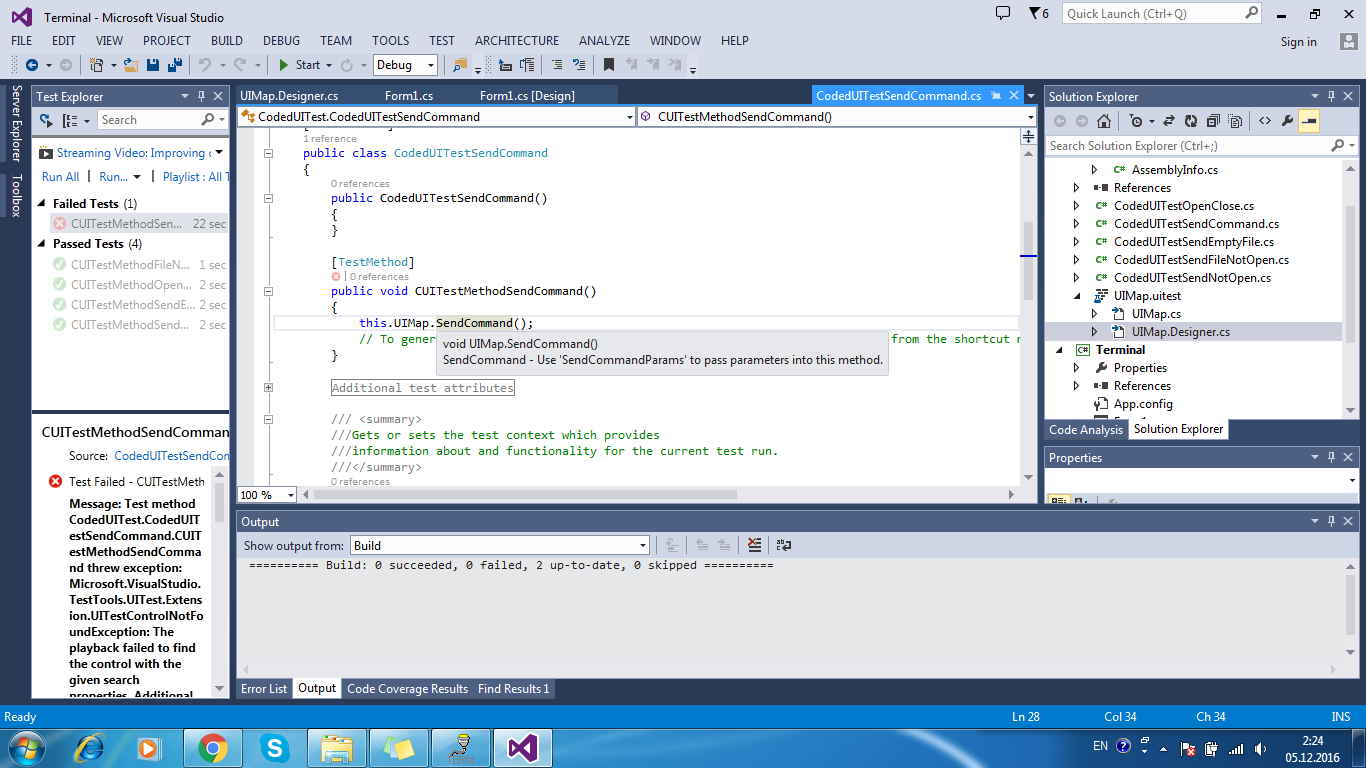 Terminal - Microsoft Visual Studio
6
Quick Launch (Ctrl+Q)
FILE EDIT VIEW PROJECT BUILD DEBUG TEAM TOOLS TEST ARCHITECTURE ANALYZE WINDOW HELP
Sign in
Start Debug
Server Explorer
Toolbox
Test Explorer
Search
Streaming Video: Improving
Run All | Run... | Playlist : All T
Failed Tests (1)
CUITestMethodSen... 22 sec
Passed Tests (4)
CUITestMethodFileN... 1 sec
CUITestMethodOpen... 2 sec
CUITestMethodSendE... 2 sec
CUITestMethodSend... 2 sec
CUITestMethodSendComman
Source: CodedUITestSendCom
Test Failed - CUITestMeth
Message: Test method
CodedUITest.CodedUIT
estSendCommand.CUIT
estMethodSendComma
nd threw exception:
Microsoft.VisualStudio.
TestTools.UITest.Exten
sion.UITestControlNotFo
undException: The
playback failed to find
the control with the
given search
properties. Additional
UIMap.Designer.cs Form1.cs Form1.cs [Design] CodedUITestSendCommand.cs
CodedUITest.CodedUITestSendCommand CUITestMethodSendCommand()
1 reference
public class CodedUITestSendCommand
{
0 references
public CodedUITestSendCommand()
{
}
[TestMethod]
| 0 references
public void CUITestMethodSendCommand()
{
this.UIMap.SendCommand();
// To gener from the shortcut m
void UIMap.SendCommand()
SendCommand - Use 'SendCommandParams' to pass parameters into this method.
}
Additional test attributes
/// <summary>
///Gets or sets the test context which provides
///information about and functionality for the current test run.
///</summary>
0 references
100 %
Output
Show output from: Build
========== Build: 0 succeeded, 0 failed, 2 up-to-date, 0 skipped ==========
Error List Output Code Coverage Results Find Results 1
Solution Explorer
Search Solution Explorer (Ctrl+;)
C# AssemblyInfo.cs
References
C# CodedUITestOpenClose.cs
C# CodedUITestSendCommand.cs
C# CodedUITestSendEmptyFile.cs
C# CodedUITestSendFileNotOpen.cs
C# CodedUITestSendNotOpen.cs
UIMap.uitest
UIMap.cs
UIMap.Designer.cs
C# Terminal
Properties
References
App.config
Code Analysis Solution Explorer
Properties
Ready Ln 28 Col 34 Ch 34 INS
TERM
EN
2:24
05.12.2016